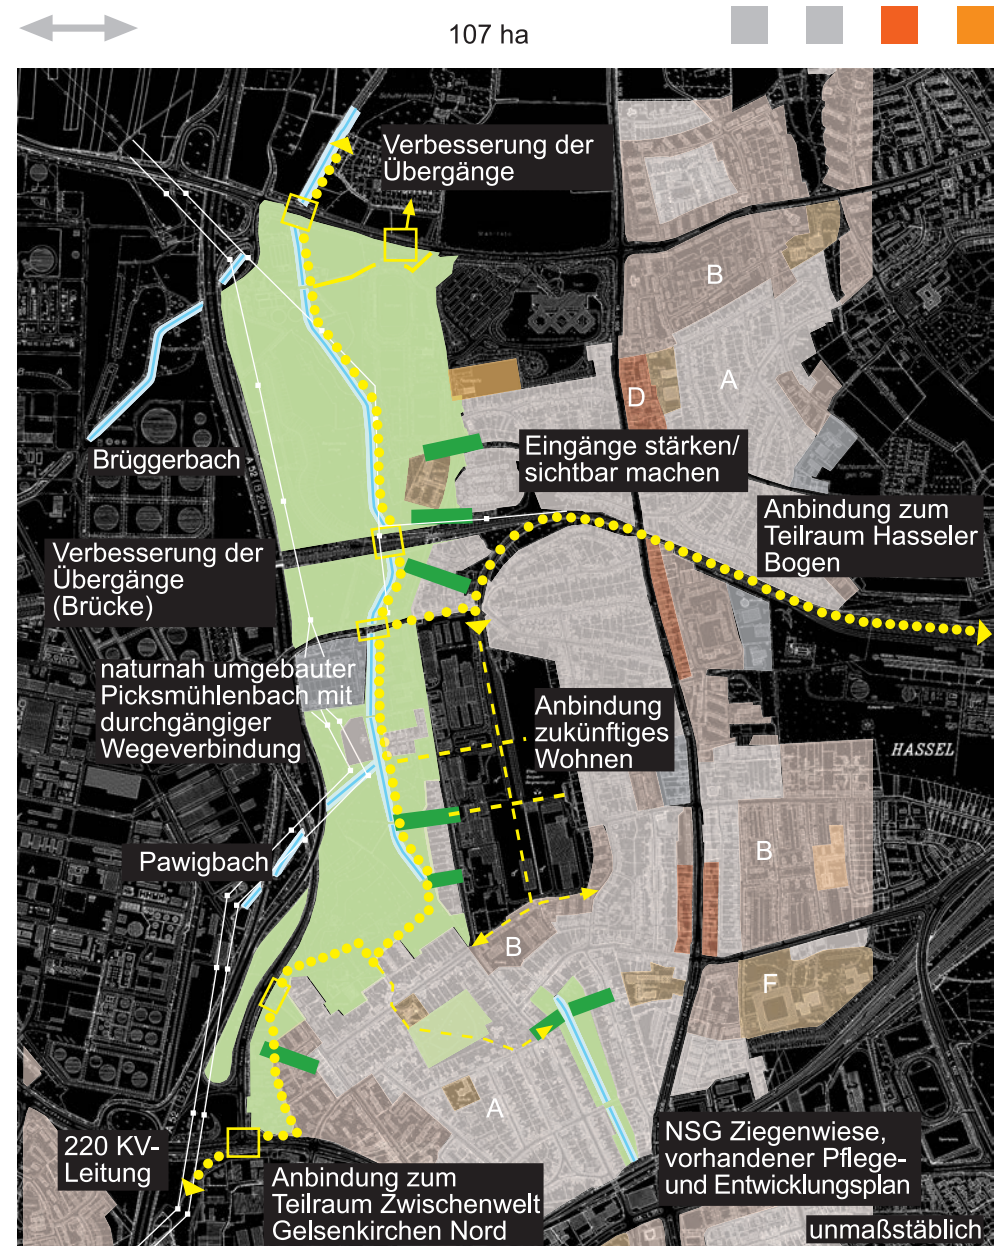 107 ha
Verbesserung der
Übergänge
B
A
D
Brüggerbach
Eingänge stärken/
sichtbar machen
Anbindung zum
Teilraum Hasseler
Bogen
Verbesserung der
Übergänge
(Brücke)
naturnah umgebauter
Picksmühlenbach mit
durchgängiger
Wegeverbindung
Anbindung
zukünftiges
Wohnen
HASSEL
Pawigbach
B
B
F
A
220 KV-
Leitung
Anbindung zum
Teilraum Zwischenwelt
Gelsenkirchen Nord
NSG Ziegenwiese,
vorhandener Pflege-
und Entwicklungsplan
unmaßstäblich